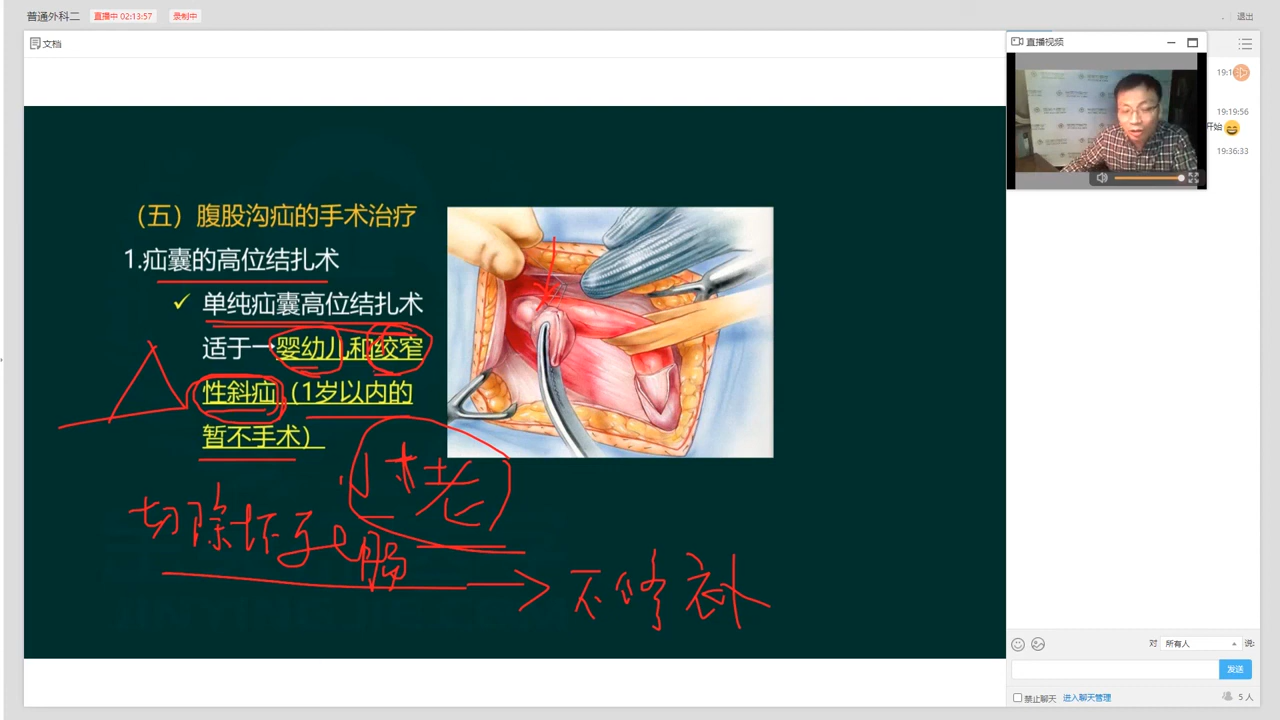 普通外科二 直播中 02:13:57 录制中 退出
文档
直播视频
19:1
19:19:56
开始
19:36:33
（五）腹股沟疝的手术治疗
1.疝囊的高位结扎术
✓ 单纯疝囊高位结扎术
适于一婴幼儿和绞窄
性斜疝（1岁以内的
暂不手术）
切除坏死肠
不修补
对 所有人 说:
发送
禁止聊天 进入聊天管理 5 人